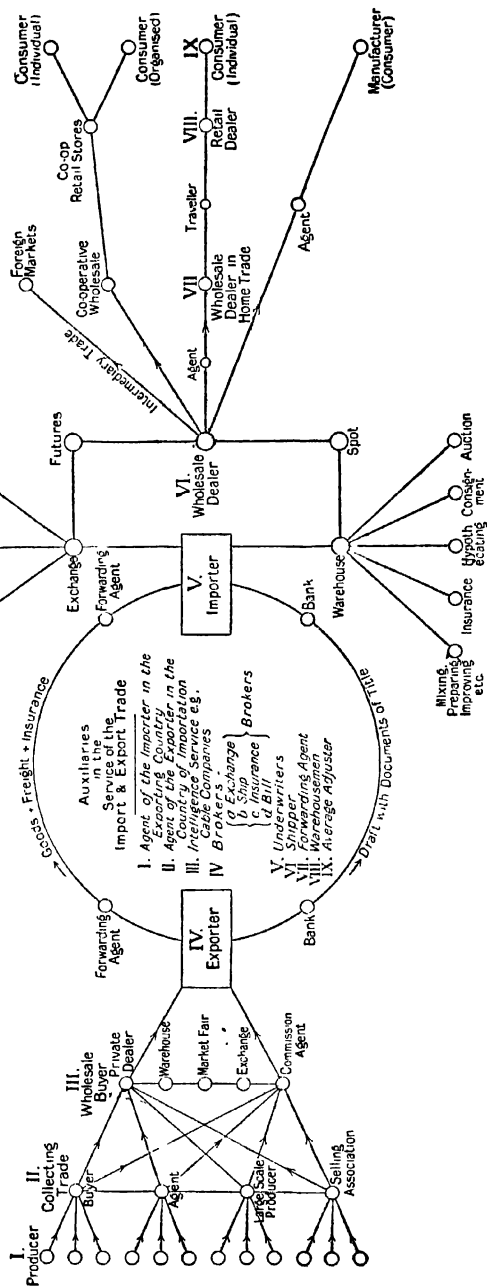 I.
Producer
II.
Collecting
Trade
Buyer
Agent
Large Scale
Producer
Selling
Association
III.
Wholesale
Buyer
Private
Dealer
Warehouse
Market Fair
Exchange
Commission
Agent
IV.
Exporter
Forwarding
Agent
Bank
Goods + Freight + Insurance
Auxiliaries
in the
Service of the
Import & Export Trade
I. Agent of the Importer in the
Exporting Country
II. Agent of the Exporter in the
Country of Importation
III. Intelligence Service e.g.
Cable Companies
IV Brokers -
a Exchange
b Ship
c Insurance
d Bill
Brokers
V. Underwriters
VI Shipper
VII. Forwarding Agent
VIII. Warehousemen
IX. Average Adjuster
Draft with Documents of Title
Forwarding
Agent
Bank
V.
Importer
Exchange
Futures
Warehouse
Spot
Mixing,
Preparing
Improving
etc.
Insurance
Hypoth
ecating
Consign-
ment
Auction
VI.
Wholesale
Dealer
Intermediary Trade
Foreign
Markets
Co-operative
Wholesale
Co-op
Retail Stores
Consumer
(Individual)
Consumer
(Organised)
Agent
VII
Wholesale
Dealer in
Home Trade
Traveller
VIII.
Retail
Dealer
IX
Consumer
(Individual)
Agent
Manufacturer
(Consumer)